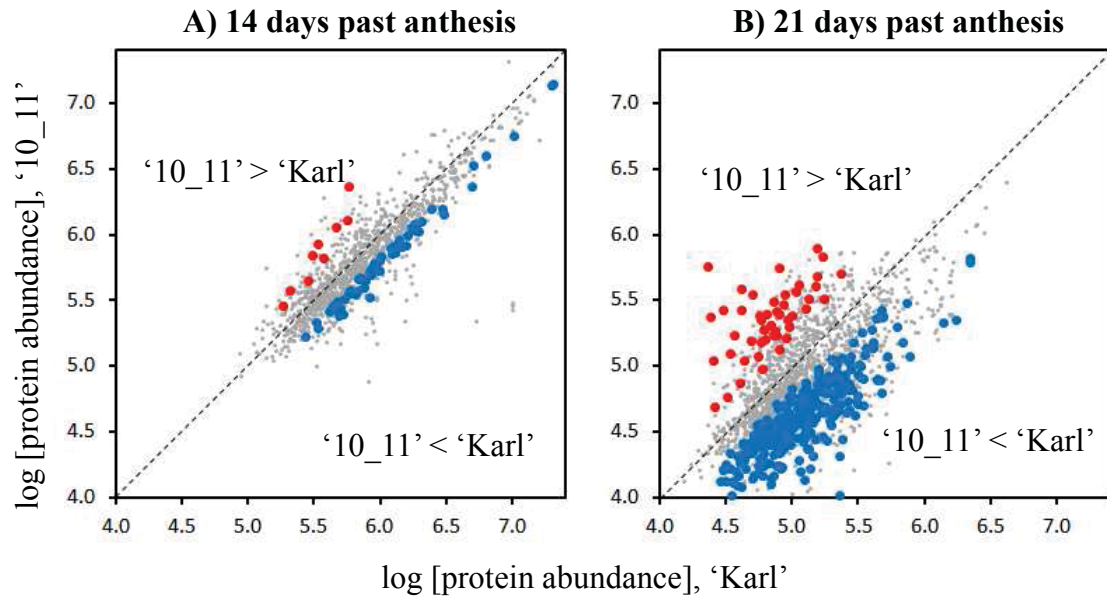 A) 14 days past anthesis
B) 21 days past anthesis
log [protein abundance], ‘10_11’
7.0
6.5
6.0
5.5
5.0
4.5
4.0
‘10_11’ > ‘Karl’
‘10_11’ < ‘Karl’
4.0 4.5 5.0 5.5 6.0 6.5 7.0
7.0
6.5
6.0
5.5
5.0
4.5
4.0
‘10_11’ > ‘Karl’
‘10_11’ < ‘Karl’
4.0 4.5 5.0 5.5 6.0 6.5 7.0
log [protein abundance], ‘Karl’